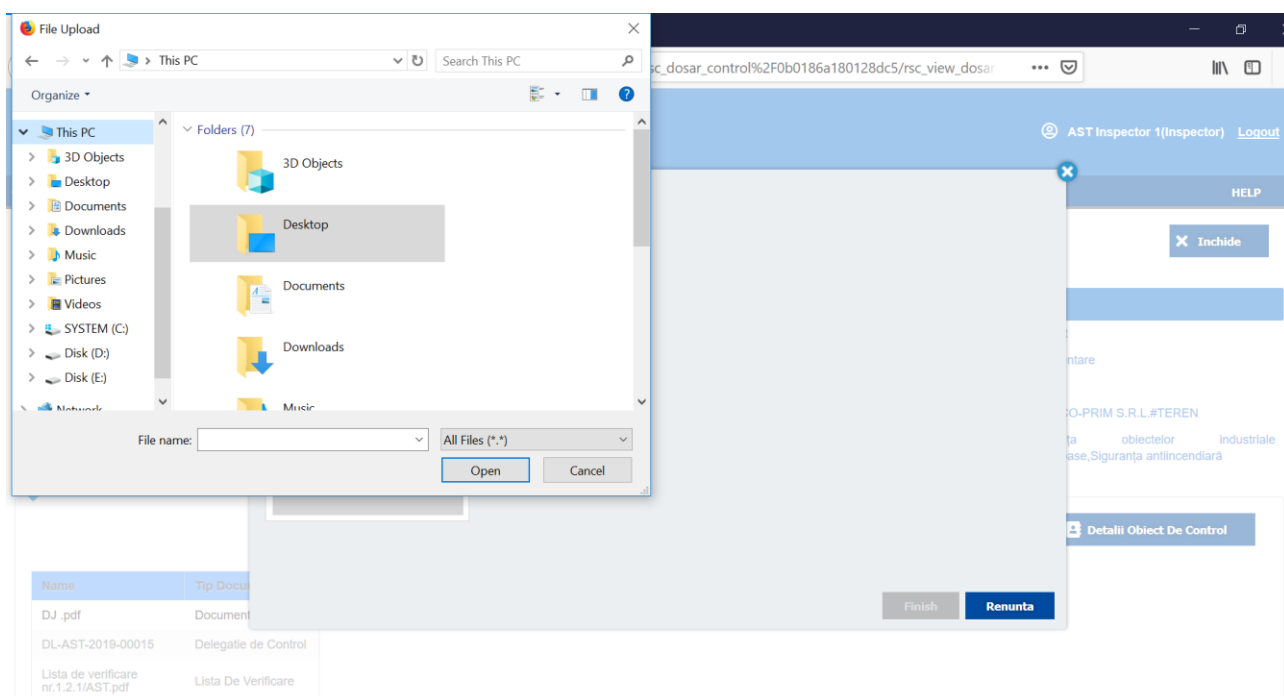 File Upload
This PC
Search This PC
sc_dosar_control%2F0b0186a180128dc5/rsc_view_dosar
Organize
This PC
3D Objects
Desktop
Documents
Downloads
Music
Pictures
Videos
SYSTEM (C:)
Disk (D:)
Disk (E:)
Network
Folders (7)
3D Objects
Desktop
Documents
Downloads
Music
File name:
All Files (*.*)
Open
Cancel
AST Inspector 1(Inspector) Logout
HELP
Inchide
ntare
O-PRIM S.R.L.#TEREN
ța obiectelor industriale
ase,Siguranța antiincendiară
Detalii Obiect De Control
Finish
Renunta
Name Tip Docu
DJ .pdf Document
DL-AST-2019-00015 Delegatie de Control
Lista de verificare
nr.1.2.1/AST.pdf
Lista De Verificare